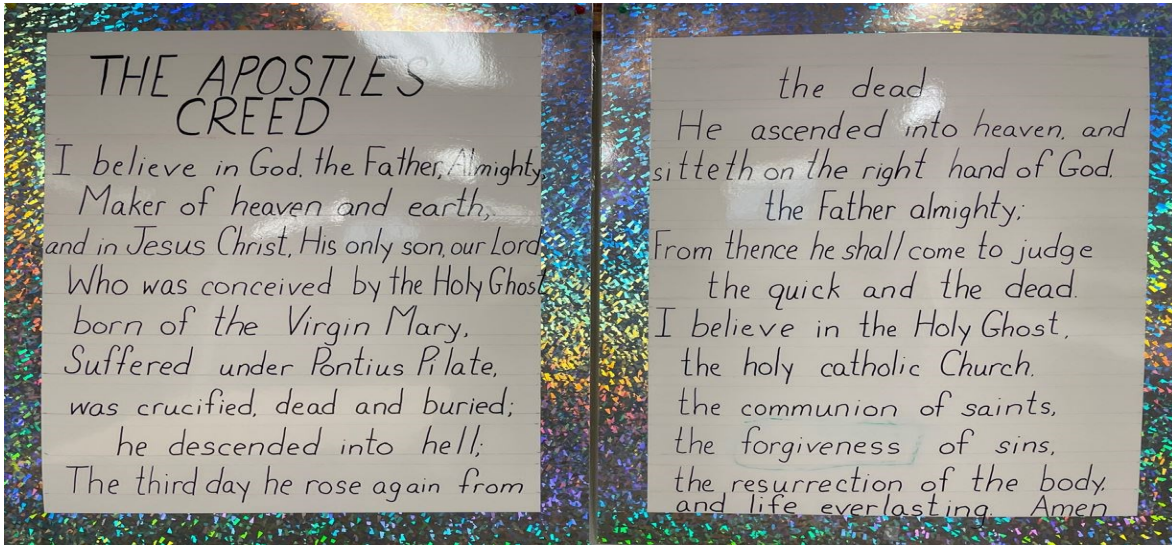 THE APOSTLES'
CREED
I believe in God, the Father, Almighty,
Maker of heaven and earth,
and in Jesus Christ, His only son, our Lord
Who was conceived by the Holy Ghost
born of the Virgin Mary,
Suffered under Pontius Pilate,
was crucified, dead and buried;
he descended into hell;
The third day he rose again from
the dead
He ascended into heaven, and
sitteth on the right hand of God,
the Father almighty;
From thence he shall come to judge
the quick and the dead.
I believe in the Holy Ghost,
the holy catholic Church,
the communion of saints,
the forgiveness of sins,
the resurrection of the body,
and life everlasting. Amen